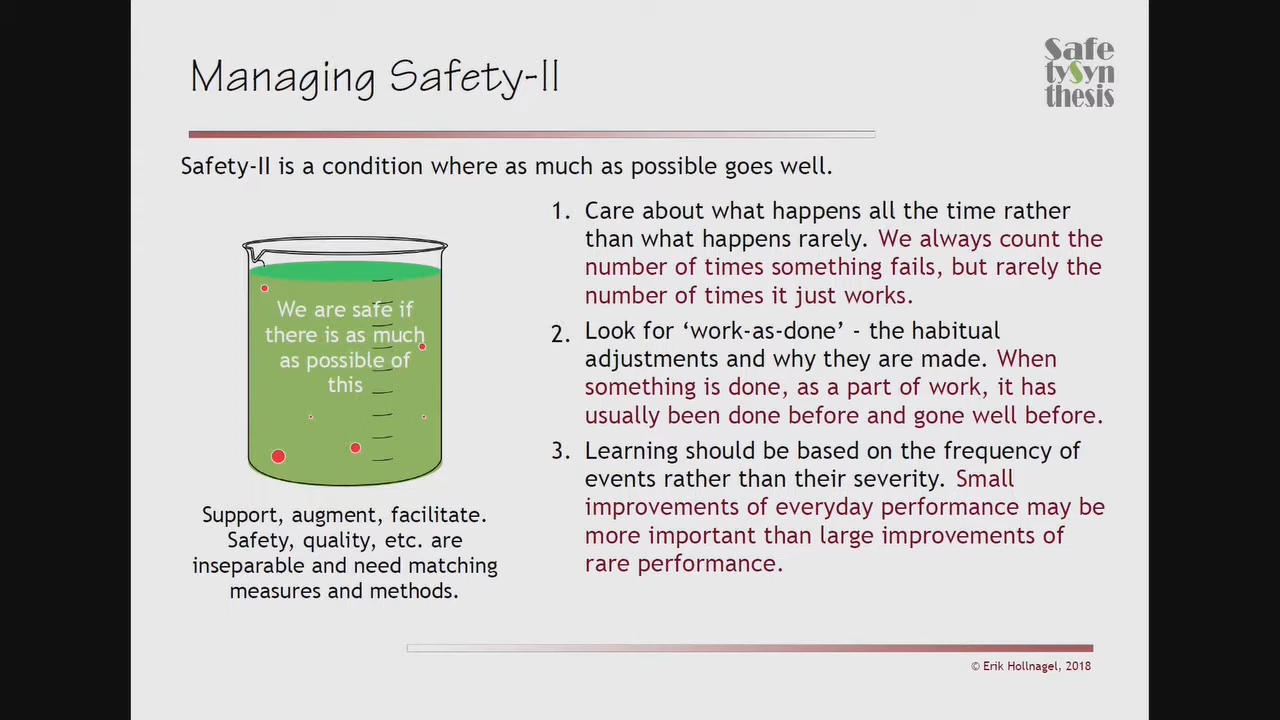 Managing Safety-II
Safe
tySyn
thesis
Safety-II is a condition where as much as possible goes well.
We are safe if
there is as much
as possible of
this
Support, augment, facilitate.
Safety, quality, etc. are
inseparable and need matching
measures and methods.
1. Care about what happens all the time rather
than what happens rarely. We always count the
number of times something fails, but rarely the
number of times it just works.
2. Look for ‘work-as-done’ - the habitual
adjustments and why they are made. When
something is done, as a part of work, it has
usually been done before and gone well before.
3. Learning should be based on the frequency of
events rather than their severity. Small
improvements of everyday performance may be
more important than large improvements of
rare performance.
© Erik Hollnagel, 2018